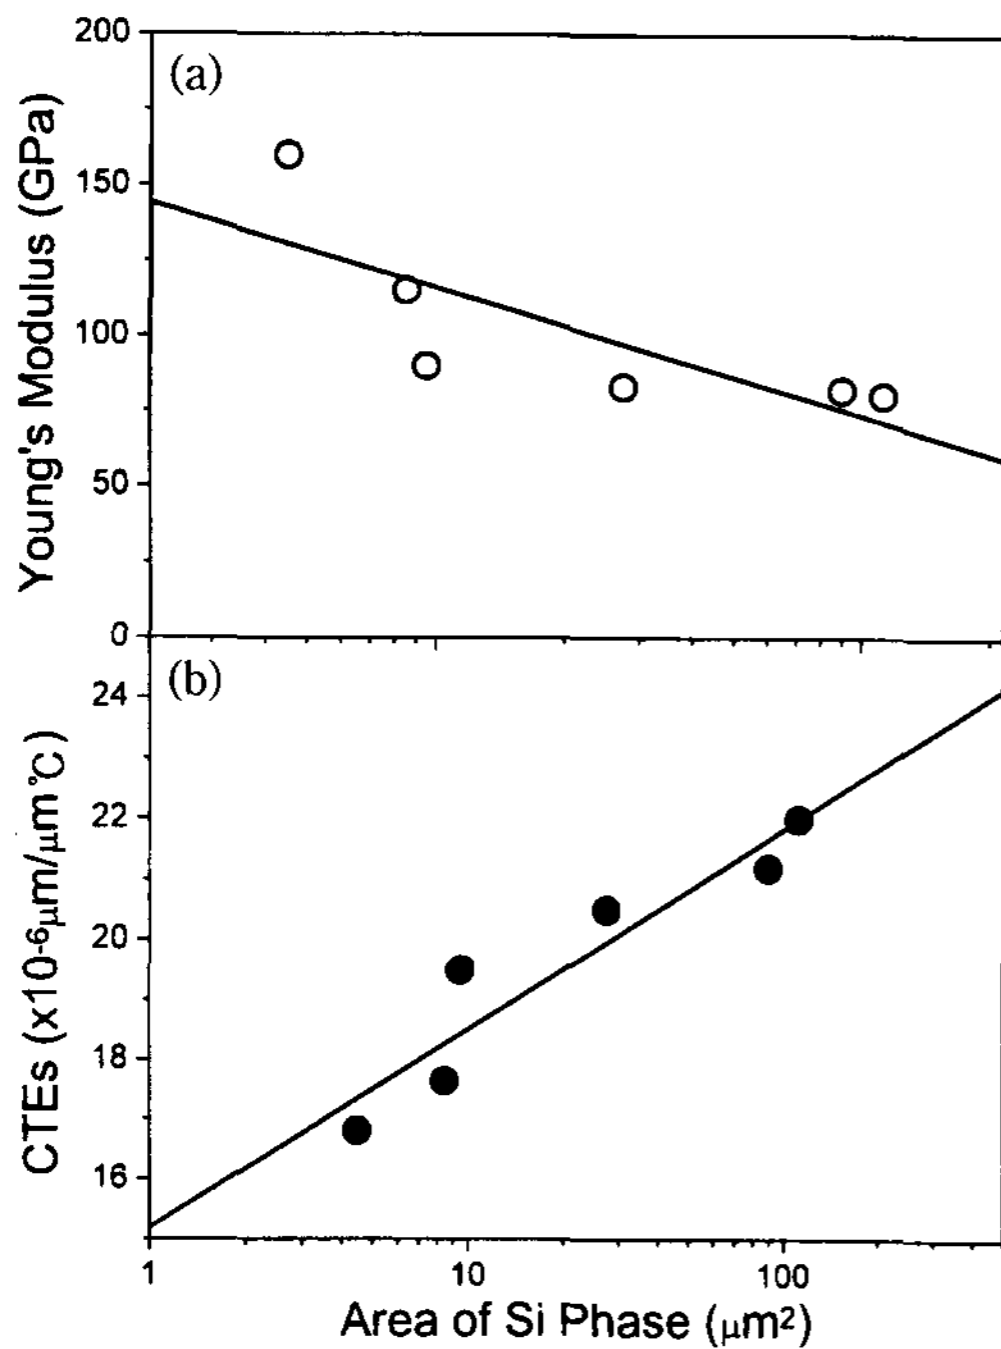 200
(a)
150
100
50
0
Young's Modulus (GPa)
(b)
24
22
20
18
16
CTEs (x10-6μm/μm℃)
1 10 100
Area of Si Phase (μm2)